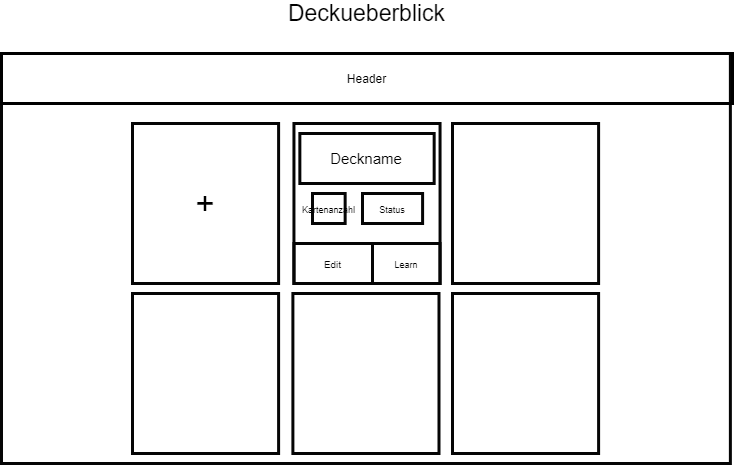 Deckueberblick
Header
+
Deckname
Kartenanzahl
Status
Edit
Learn